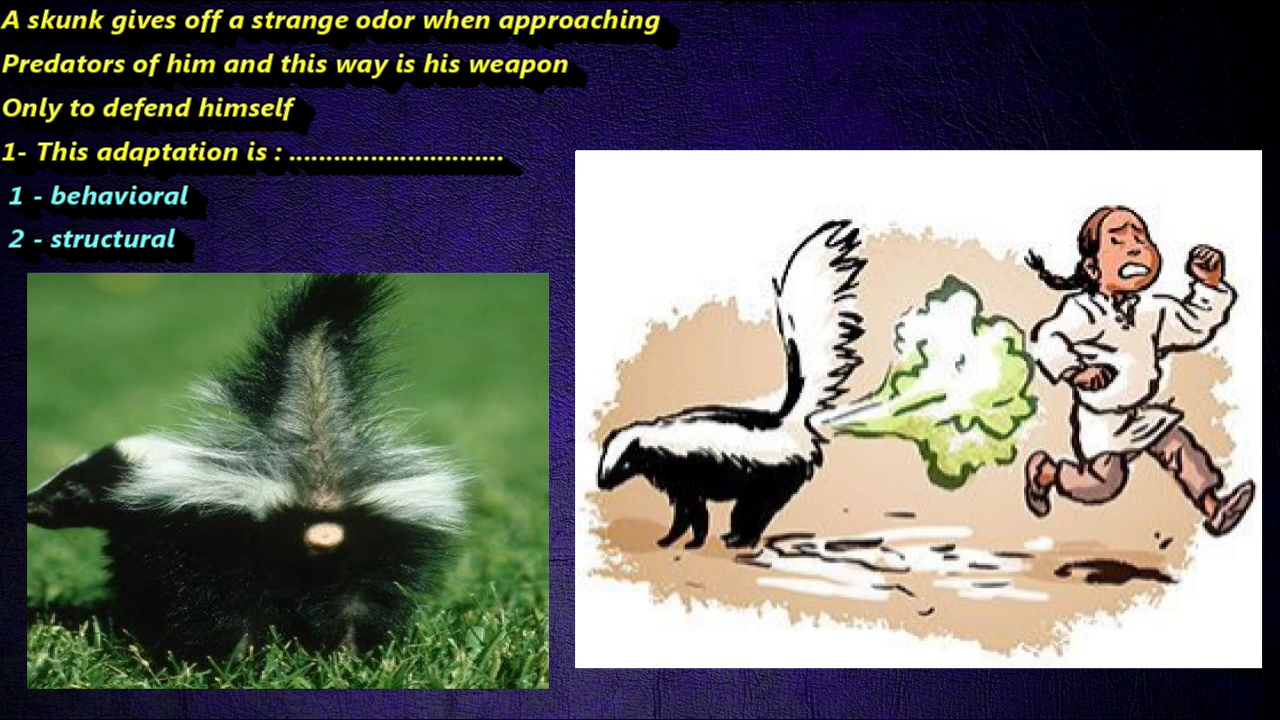 A skunk gives off a strange odor when approaching
Predators of him and this way is his weapon
Only to defend himself
1- This adaptation is : .............................
1 - behavioral
2 - structural